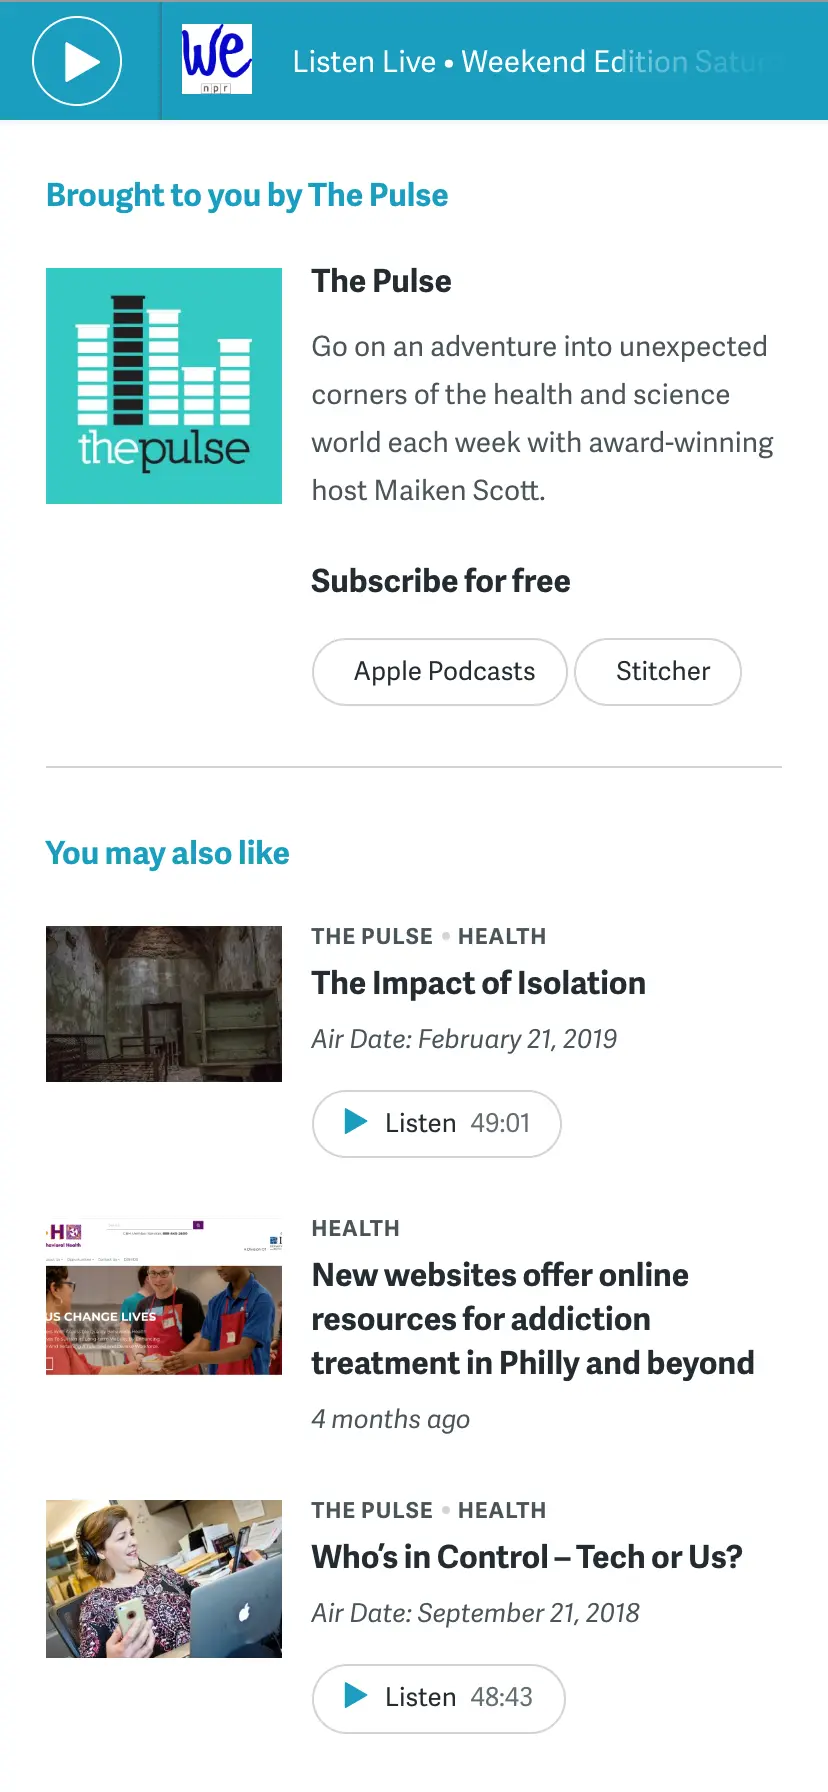 we
npr
Listen Live • Weekend Edition Satur
Brought to you by The Pulse
thepulse
The Pulse
Go on an adventure into unexpected
corners of the health and science
world each week with award-winning
host Maiken Scott.
Subscribe for free
Apple Podcasts
Stitcher
You may also like
THE PULSE • HEALTH
The Impact of Isolation
Air Date: February 21, 2019
Listen 49:01
HEALTH
New websites offer online
resources for addiction
treatment in Philly and beyond
4 months ago
US CHANGE LIVES
THE PULSE • HEALTH
Who's in Control – Tech or Us?
Air Date: September 21, 2018
Listen 48:43